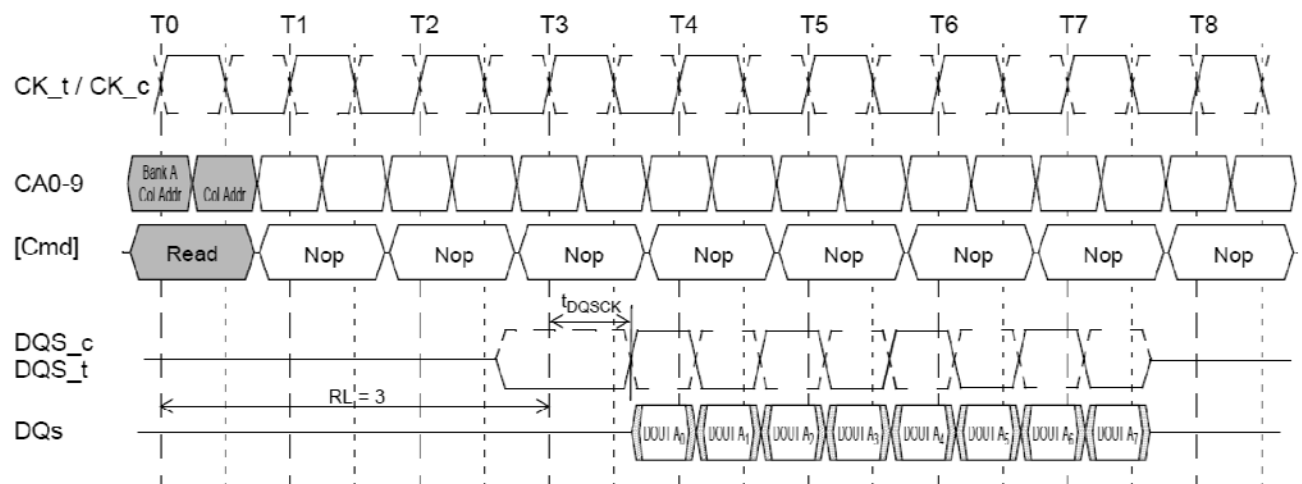 T0 T1 T2 T3 T4 T5 T6 T7 T8
CK_t / CK_c
CA0-9
Bank A
Col Addr
Col Addr
[Cmd]
Read Nop Nop Nop Nop Nop Nop Nop Nop
tDQSCK
DQS_c
DQS_t
RL = 3
DQs
DOUT A0 DOUT A1 DOUT A2 DOUT A3 DOUT A4 DOUT A5 DOUT A6 DOUT A7